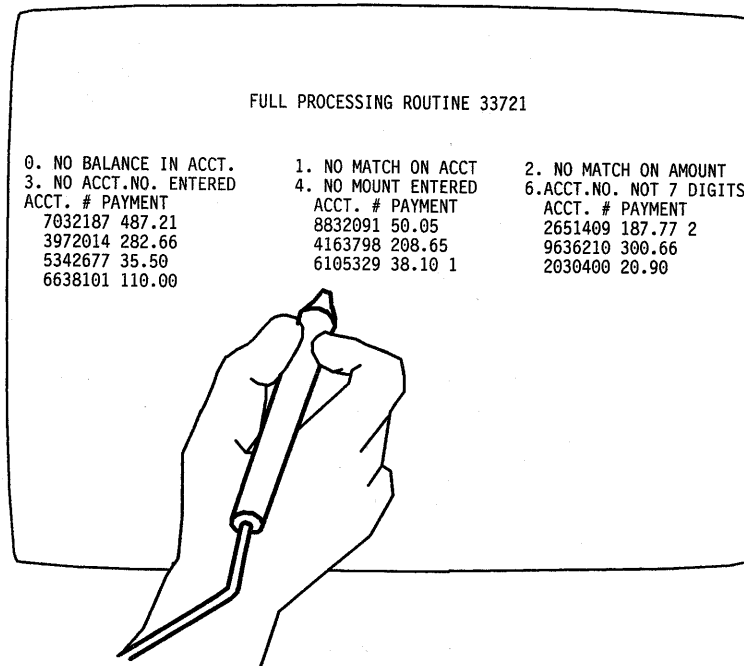 FULL PROCESSING ROUTINE 33721
0. NO BALANCE IN ACCT. 1. NO MATCH ON ACCT 2. NO MATCH ON AMOUNT
3. NO ACCT.NO. ENTERED 4. NO MOUNT ENTERED 6.ACCT.NO. NOT 7 DIGITS
ACCT. # PAYMENT ACCT. # PAYMENT ACCT. # PAYMENT
7032187 487.21 8832091 50.05 2651409 187.77 2
3972014 282.66 4163798 208.65 9636210 300.66
5342677 35.50 6105329 38.10 1 2030400 20.90
6638101 110.00